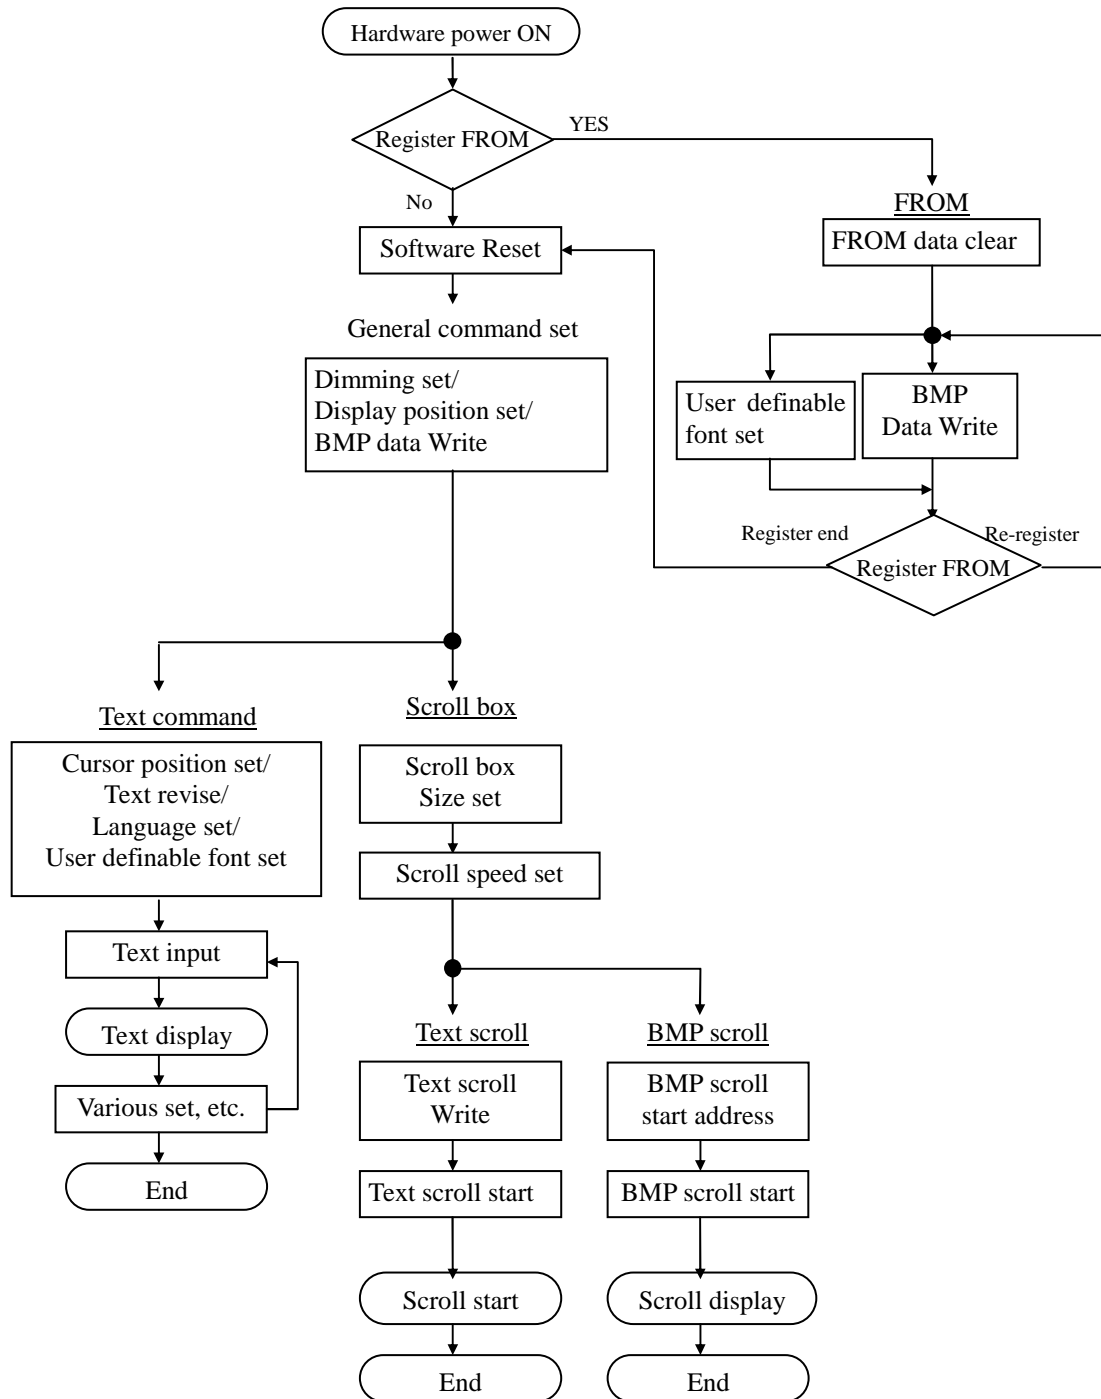 Hardware power ON
Register FROM
YES
No
FROM
FROM data clear
Software Reset
General command set
Dimming set/
Display position set/
BMP data Write
User definable
font set
BMP
Data Write
Register end
Re-register
Register FROM
Text command
Cursor position set/
Text revise/
Language set/
User definable font set
Text input
Text display
Various set, etc.
End
Scroll box
Scroll box
Size set
Scroll speed set
Text scroll
Text scroll
Write
Text scroll start
Scroll start
End
BMP scroll
BMP scroll
start address
BMP scroll start
Scroll display
End